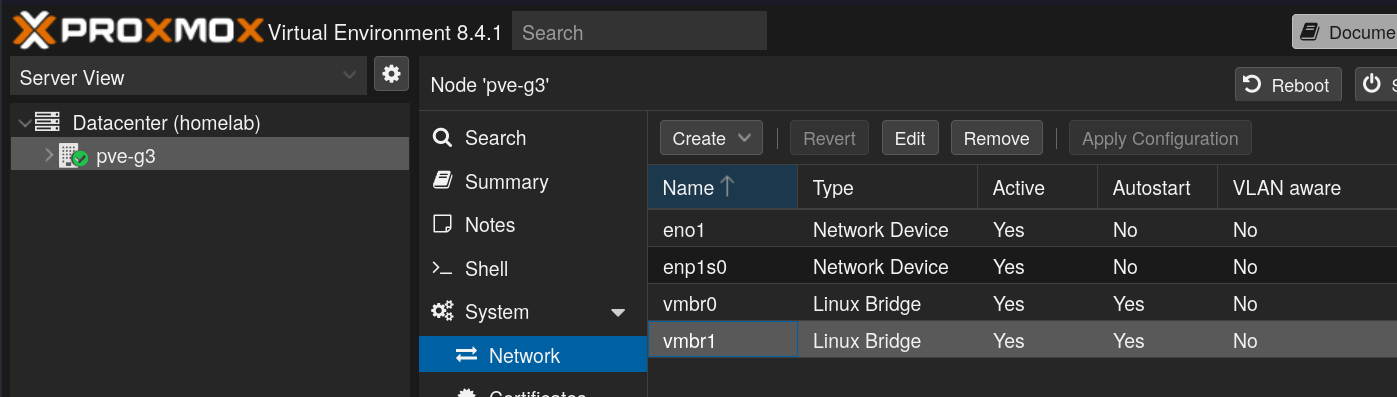 PROXMOX Virtual Environment 8.4.1 Search
Server View
Datacenter (homelab)
pve-g3
Node 'pve-g3' Reboot
Search
Summary
Notes
Shell
System
Network
Certificates
Create Revert Edit Remove Apply Configuration
Name Type Active Autostart VLAN aware
eno1 Network Device Yes No No
enp1s0 Network Device Yes No No
vmbr0 Linux Bridge Yes Yes No
vmbr1 Linux Bridge Yes Yes No